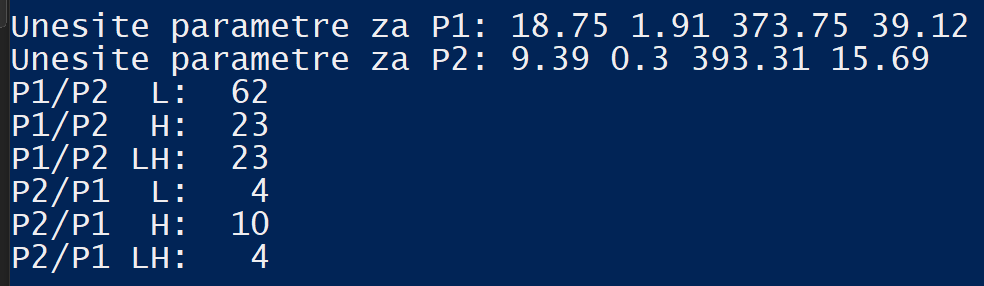 Unesite parametre za P1: 18.75 1.91 373.75 39.12
Unesite parametre za P2: 9.39 0.3 393.31 15.69
P1/P2  L:  62
P1/P2  H:  23
P1/P2 LH:  23
P2/P1  L:   4
P2/P1  H:  10
P2/P1 LH:   4